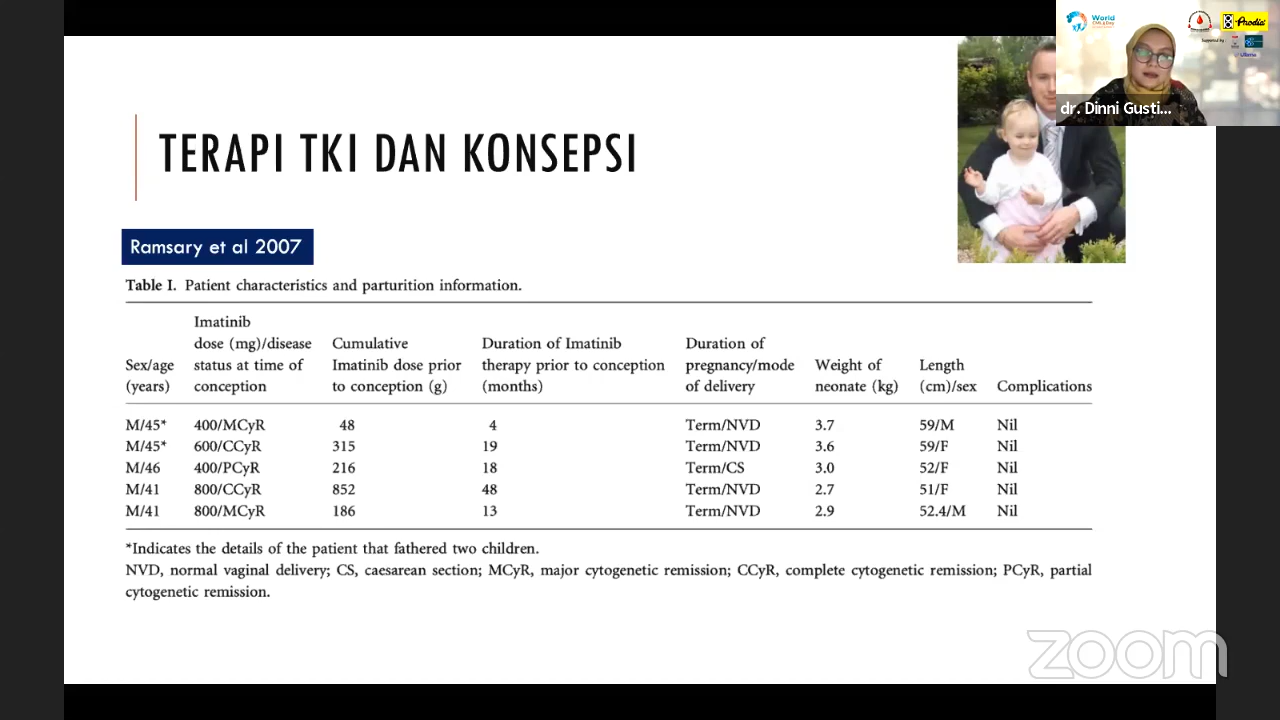 World
Prodia
Supported by
dr. Dinni Gusti...
TERAPI TKI DAN KONSEPSI
Ramsary et al 2007
Table I. Patient characteristics and parturition information.
Sex/age (years) Imatinib dose (mg)/disease status at time of conception Cumulative Imatinib dose prior to conception (g) Duration of Imatinib therapy prior to conception (months) Duration of pregnancy/mode of delivery Weight of neonate (kg) Length (cm)/sex Complications
M/45* 400/MCyR 48 4 Term/NVD 3.7 59/M Nil
M/45* 600/CCyR 315 19 Term/NVD 3.6 59/F Nil
M/46 400/PCyR 216 18 Term/CS 3.0 52/F Nil
M/41 800/CCyR 852 48 Term/NVD 2.7 51/F Nil
M/41 800/MCyR 186 13 Term/NVD 2.9 52.4/M Nil
*Indicates the details of the patient that fathered two children.
NVD, normal vaginal delivery; CS, caesarean section; MCyR, major cytogenetic remission; CCyR, complete cytogenetic remission; PCyR, partial
cytogenetic remission.
zoom